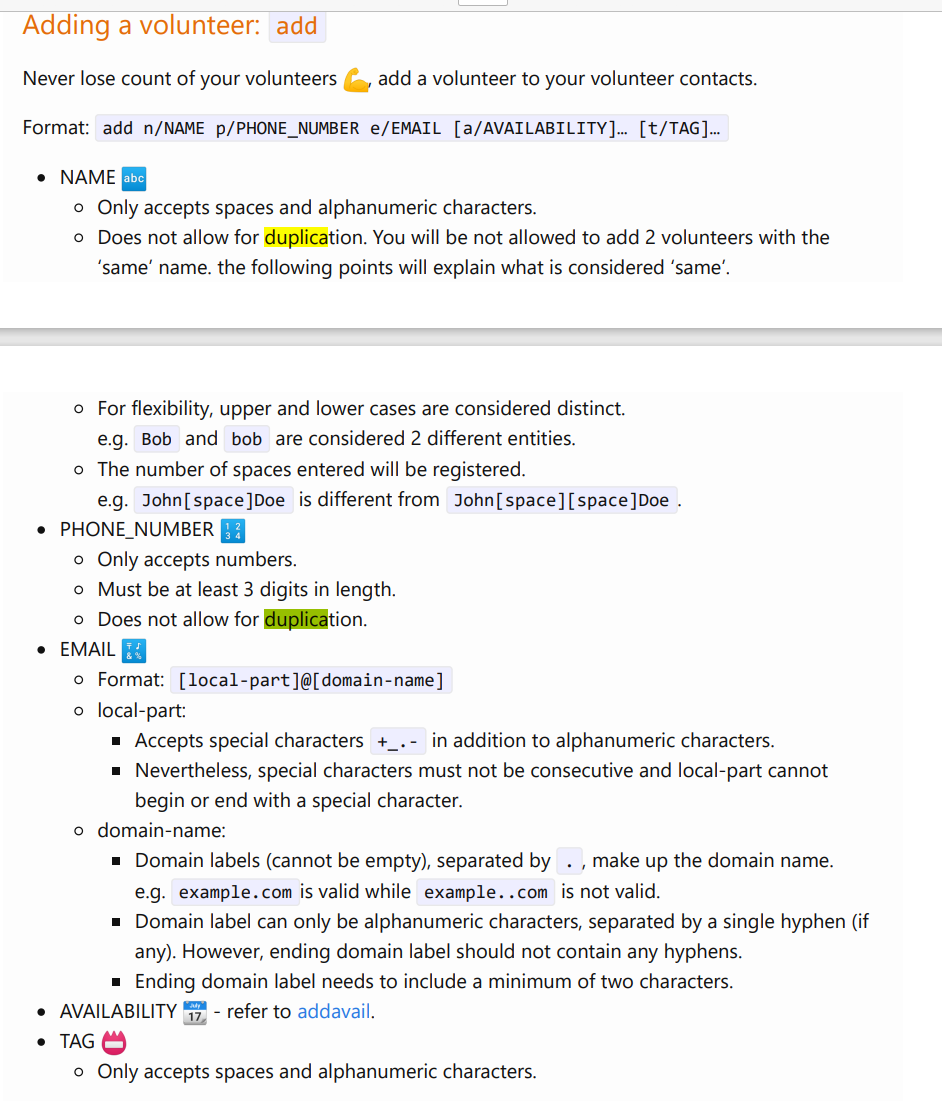 Adding a volunteer: add
Never lose count of your volunteers 💪, add a volunteer to your volunteer contacts.
Format: add n/NAME p/PHONE_NUMBER e/EMAIL [a/AVAILABILITY]… [t/TAG]…
• NAME abc
○ Only accepts spaces and alphanumeric characters.
○ Does not allow for duplication. You will be not allowed to add 2 volunteers with the
‘same’ name. the following points will explain what is considered ‘same’.
○ For flexibility, upper and lower cases are considered distinct.
e.g. Bob and bob are considered 2 different entities.
○ The number of spaces entered will be registered.
e.g. John[space]Doe is different from John[space][space]Doe.
• PHONE_NUMBER 1 2 3 4
○ Only accepts numbers.
○ Must be at least 3 digits in length.
○ Does not allow for duplication.
• EMAIL 🔣
○ Format: [local-part]@[domain-name]
○ local-part:
▪ Accepts special characters +_.- in addition to alphanumeric characters.
▪ Nevertheless, special characters must not be consecutive and local-part cannot
begin or end with a special character.
○ domain-name:
▪ Domain labels (cannot be empty), separated by ., make up the domain name.
e.g. example.com is valid while example..com is not valid.
▪ Domain label can only be alphanumeric characters, separated by a single hyphen (if
any). However, ending domain label should not contain any hyphens.
▪ Ending domain label needs to include a minimum of two characters.
• AVAILABILITY 📅 - refer to addavail.
• TAG 📛
○ Only accepts spaces and alphanumeric characters.